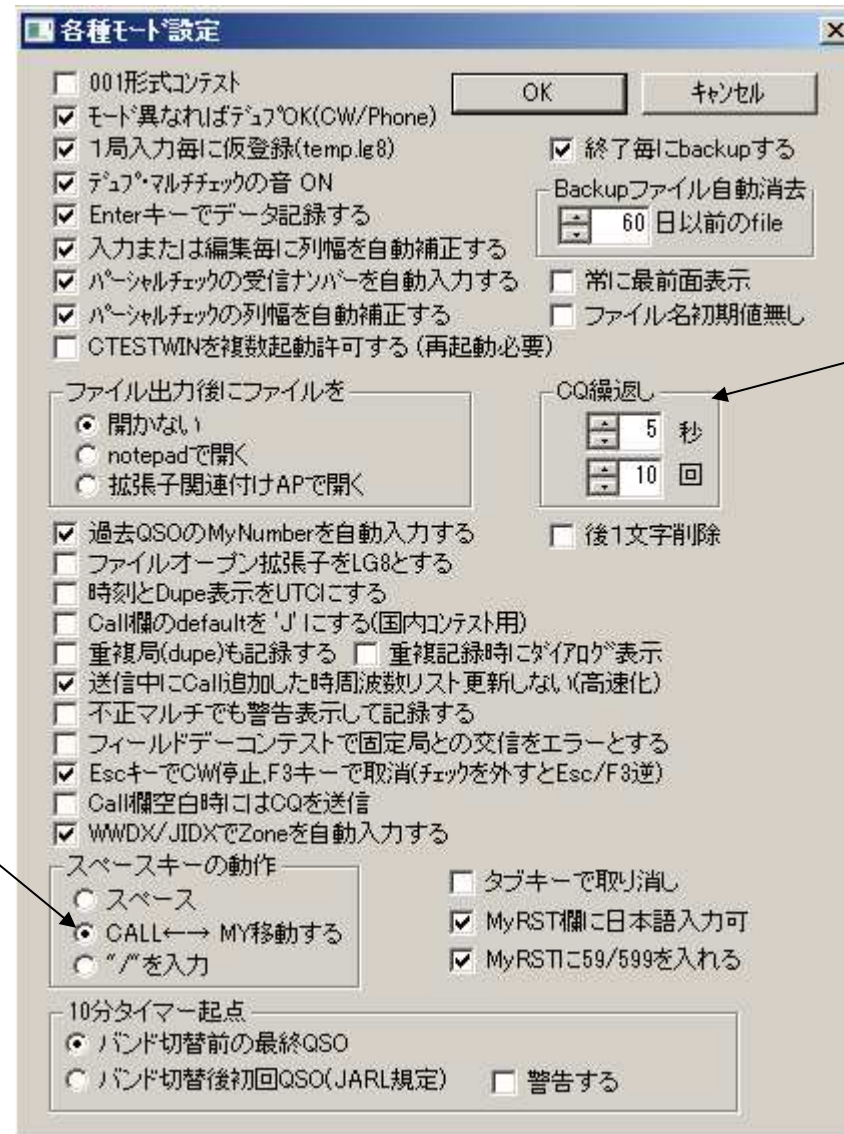 各種ﾓｰﾄﾞ設定
001形式ｺﾝﾃｽﾄ
OK
ｷｬﾝｾﾙ
ﾓｰﾄﾞ異なればﾃﾞｭﾌﾟOK(CW/Phone)
1局入力毎に仮登録(temp.lg8)
終了毎にbackupする
ﾃﾞｭﾌﾟ･ﾏﾙﾁﾁｪｯｸの音 ON
Backupファイル自動消去
Enterキーでデータ記録する
60 日以前のfile
入力または編集毎に列幅を自動補正する
ﾊﾟｰｼｬﾙﾁｪｯｸの受信ﾅﾝﾊﾞｰを自動入力する
常に最前面表示
ﾊﾟｰｼｬﾙﾁｪｯｸの列幅を自動補正する
ファイル名初期値無し
CTESTWINを複数起動許可する (再起動必要)
ファイル出力後にファイルを
CQ繰返し
開かない
5 秒
notepadで開く
10 回
拡張子関連付けAPで開く
過去QSOのMyNumberを自動入力する
後1文字削除
ファイルオープン拡張子をLG8とする
時刻とDupe表示をUTCにする
Call欄のdefaultを 'J' にする(国内ｺﾝﾃｽﾄ用)
重複局(dupe)も記録する
重複記録時にﾀﾞｲｱﾛｸﾞ表示
送信中にCall追加した時周波数リスト更新しない(高速化)
不正マルチでも警告表示して記録する
フィールドデーコンテストで固定局との交信をエラーとする
EscｷｰでCW停止,F3キーで取消(ﾁｪｯｸを外すとEsc/F3逆)
Call欄空白時にはCQを送信
WWDX/JIDXでZoneを自動入力する
スペースキーの動作
タブキーで取り消し
スペース
MyRST欄に日本語入力可
CALL←→ MY移動する
MyRSTに59/599を入れる
"/"を入力
10分タイマー起点
バンド切替前の最終QSO
バンド切替後初回QSO(JARL規定)
警告する